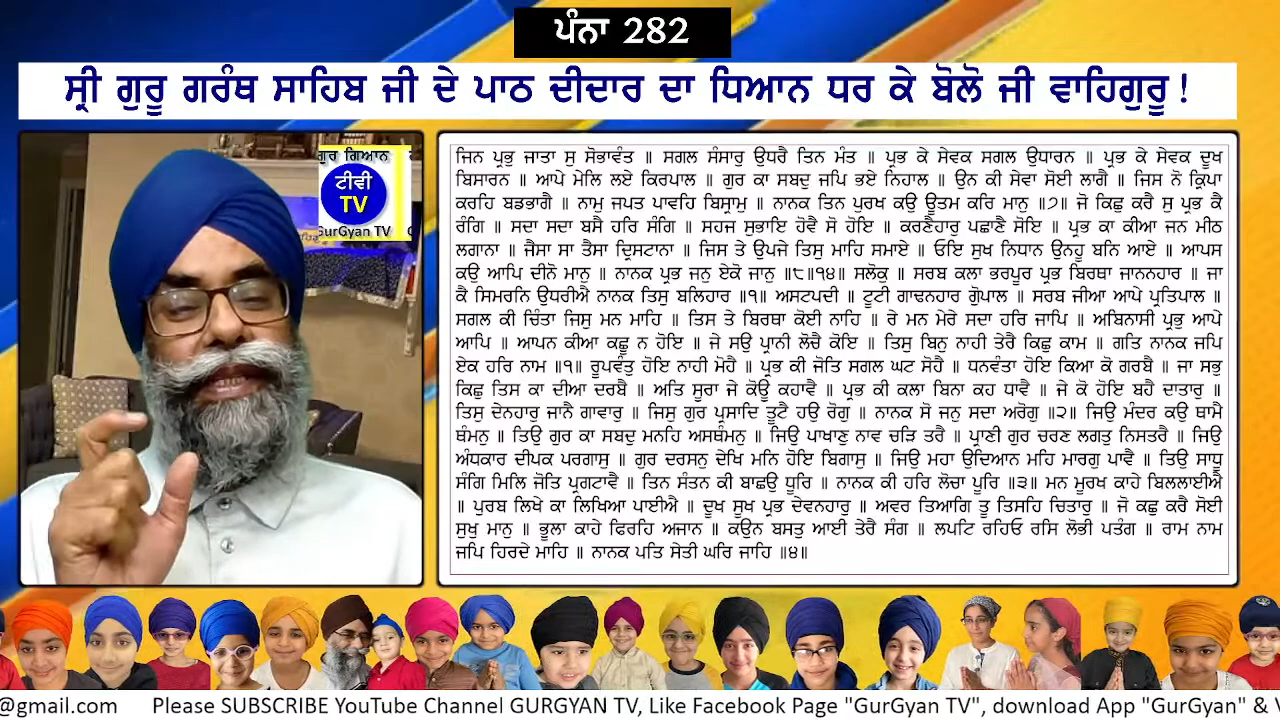 ਪੰਨਾ 282
ਸ੍ਰੀ ਗੁਰੂ ਗਰੰਥ ਸਾਹਿਬ ਜੀ ਦੇ ਪਾਠ ਦੀਦਾਰ ਦਾ ਧਿਆਨ ਧਰ ਕੇ ਬੋਲੋ ਜੀ ਵਾਹਿਗੁਰੂ!
ਗੁਰ ਗਿਆਨ
ਟੀਵੀ
TV
GurGyan TV
ਜਿਨ ਪ੍ਰਭੁ ਜਾਤਾ ਸੁ ਸੋਭਾਵੰਤ ॥ ਸਗਲ ਸੰਸਾਰੁ ਉਧਰੈ ਤਿਨ ਮੰਤ ॥ ਪ੍ਰਭ ਕੇ ਸੇਵਕ ਸਗਲ ਉਧਾਰਨ ॥ ਪ੍ਰਭ ਕੇ ਸੇਵਕ ਦੂਖ
ਬਿਸਾਰਨ ॥ ਆਪੇ ਮੇਲਿ ਲਏ ਕਿਰਪਾਲ ॥ ਗੁਰ ਕਾ ਸਬਦੁ ਜਪਿ ਭਏ ਨਿਹਾਲ ॥ ਉਨ ਕੀ ਸੇਵਾ ਸੋਈ ਲਾਗੈ ॥ ਜਿਸ ਨੋ ਕ੍ਰਿਪਾ
ਕਰਹਿ ਬਡਭਾਗੈ ॥ ਨਾਮੁ ਜਪਤ ਪਾਵਹਿ ਬਿਸ੍ਰਾਮੁ ॥ ਨਾਨਕ ਤਿਨ ਪੁਰਖ ਕਉ ਊਤਮ ਕਰਿ ਮਾਨੁ ॥੭॥ ਜੋ ਕਿਛੁ ਕਰੈ ਸੁ ਪ੍ਰਭ ਕੈ
ਰੰਗਿ ॥ ਸਦਾ ਸਦਾ ਬਸੈ ਹਰਿ ਸੰਗਿ ॥ ਸਹਜ ਸੁਭਾਇ ਹੋਵੈ ਸੋ ਹੋਇ ॥ ਕਰਣੈਹਾਰੁ ਪਛਾਣੈ ਸੋਇ ॥ ਪ੍ਰਭ ਕਾ ਕੀਆ ਜਨ ਮੀਠ
ਲਗਾਨਾ ॥ ਜੈਸਾ ਸਾ ਤੈਸਾ ਦ੍ਰਿਸਟਾਨਾ ॥ ਜਿਸ ਤੇ ਉਪਜੇ ਤਿਸੁ ਮਾਹਿ ਸਮਾਏ ॥ ਓਇ ਸੁਖ ਨਿਧਾਨ ਉਨਹੂ ਬਨਿ ਆਏ ॥ ਆਪਸ
ਕਉ ਆਪਿ ਦੀਨੋ ਮਾਨੁ ॥ ਨਾਨਕ ਪ੍ਰਭ ਜਨੁ ਏਕੋ ਜਾਨੁ ॥੮॥੧੪॥ ਸਲੋਕੁ ॥ ਸਰਬ ਕਲਾ ਭਰਪੂਰ ਪ੍ਰਭ ਬਿਰਥਾ ਜਾਨਨਹਾਰ ॥ ਜਾ
ਕੈ ਸਿਮਰਨਿ ਉਧਰੀਐ ਨਾਨਕ ਤਿਸੁ ਬਲਿਹਾਰ ॥੧॥ ਅਸਟਪਦੀ ॥ ਟੂਟੀ ਗਾਢਨਹਾਰ ਗੋੁਪਾਲ ॥ ਸਰਬ ਜੀਆ ਆਪੇ ਪ੍ਰਤਿਪਾਲ ॥
ਸਗਲ ਕੀ ਚਿੰਤਾ ਜਿਸੁ ਮਨ ਮਾਹਿ ॥ ਤਿਸ ਤੇ ਬਿਰਥਾ ਕੋਈ ਨਾਹਿ ॥ ਰੇ ਮਨ ਮੇਰੇ ਸਦਾ ਹਰਿ ਜਾਪਿ ॥ ਅਬਿਨਾਸੀ ਪ੍ਰਭੁ ਆਪੇ
ਆਪਿ ॥ ਆਪਨ ਕੀਆ ਕਛੂ ਨ ਹੋਇ ॥ ਜੇ ਸਉ ਪ੍ਰਾਨੀ ਲੋਚੈ ਕੋਇ ॥ ਤਿਸੁ ਬਿਨੁ ਨਾਹੀ ਤੇਰੈ ਕਿਛੁ ਕਾਮ ॥ ਗਤਿ ਨਾਨਕ ਜਪਿ
ਏਕ ਹਰਿ ਨਾਮ ॥੧॥ ਰੂਪਵੰਤੁ ਹੋਇ ਨਾਹੀ ਮੋਹੈ ॥ ਪ੍ਰਭ ਕੀ ਜੋਤਿ ਸਗਲ ਘਟ ਸੋਹੈ ॥ ਧਨਵੰਤਾ ਹੋਇ ਕਿਆ ਕੋ ਗਰਬੈ ॥ ਜਾ ਸਭੁ
ਕਿਛੁ ਤਿਸ ਕਾ ਦੀਆ ਦਰਬੈ ॥ ਅਤਿ ਸੂਰਾ ਜੇ ਕੋਊ ਕਹਾਵੈ ॥ ਪ੍ਰਭ ਕੀ ਕਲਾ ਬਿਨਾ ਕਹ ਧਾਵੈ ॥ ਜੇ ਕੋ ਹੋਇ ਬਹੈ ਦਾਤਾਰੁ ॥
ਤਿਸੁ ਦੇਨਹਾਰੁ ਜਾਨੈ ਗਾਵਾਰੁ ॥ ਜਿਸੁ ਗੁਰ ਪ੍ਰਸਾਦਿ ਤੂਟੈ ਹਉ ਰੋਗੁ ॥ ਨਾਨਕ ਸੋ ਜਨੁ ਸਦਾ ਅਰੋਗੁ ॥੨॥ ਜਿਉ ਮੰਦਰ ਕਉ ਥਾਮੈ
ਥੰਮਨੁ ॥ ਤਿਉ ਗੁਰ ਕਾ ਸਬਦੁ ਮਨਹਿ ਅਸਥੰਮਨੁ ॥ ਜਿਉ ਪਾਖਾਣੁ ਨਾਵ ਚੜਿ ਤਰੈ ॥ ਪ੍ਰਾਣੀ ਗੁਰ ਚਰਣ ਲਗਤੁ ਨਿਸਤਰੈ ॥ ਜਿਉ
ਅੰਧਕਾਰ ਦੀਪਕ ਪਰਗਾਸੁ ॥ ਗੁਰ ਦਰਸਨੁ ਦੇਖਿ ਮਨਿ ਹੋਇ ਬਿਗਾਸੁ ॥ ਜਿਉ ਮਹਾ ਉਦਿਆਨ ਮਹਿ ਮਾਰਗੁ ਪਾਵੈ ॥ ਤਿਉ ਸਾਧੂ
ਸੰਗਿ ਮਿਲਿ ਜੋਤਿ ਪ੍ਰਗਟਾਵੈ ॥ ਤਿਨ ਸੰਤਨ ਕੀ ਬਾਛਉ ਧੂਰਿ ॥ ਨਾਨਕ ਕੀ ਹਰਿ ਲੋਚਾ ਪੂਰਿ ॥੩॥ ਮਨ ਮੂਰਖ ਕਾਹੇ ਬਿਲਲਾਈਐ
॥ ਪੁਰਬ ਲਿਖੇ ਕਾ ਲਿਖਿਆ ਪਾਈਐ ॥ ਦੂਖ ਸੂਖ ਪ੍ਰਭ ਦੇਵਨਹਾਰੁ ॥ ਅਵਰ ਤਿਆਗਿ ਤੂ ਤਿਸਹਿ ਚਿਤਾਰੁ ॥ ਜੋ ਕਛੁ ਕਰੈ ਸੋਈ
ਸੁਖੁ ਮਾਨੁ ॥ ਭੂਲਾ ਕਾਹੇ ਫਿਰਹਿ ਅਜਾਨ ॥ ਕਉਨ ਬਸਤੁ ਆਈ ਤੇਰੈ ਸੰਗ ॥ ਲਪਟਿ ਰਹਿਓ ਰਸਿ ਲੋਭੀ ਪਤੰਗ ॥ ਰਾਮ ਨਾਮ
ਜਪਿ ਹਿਰਦੇ ਮਾਹਿ ॥ ਨਾਨਕ ਪਤਿ ਸੇਤੀ ਘਰਿ ਜਾਹਿ ॥੪॥
@gmail.com Please SUBSCRIBE YouTube Channel GURGYAN TV, Like Facebook Page "GurGyan TV", download App "GurGyan" &